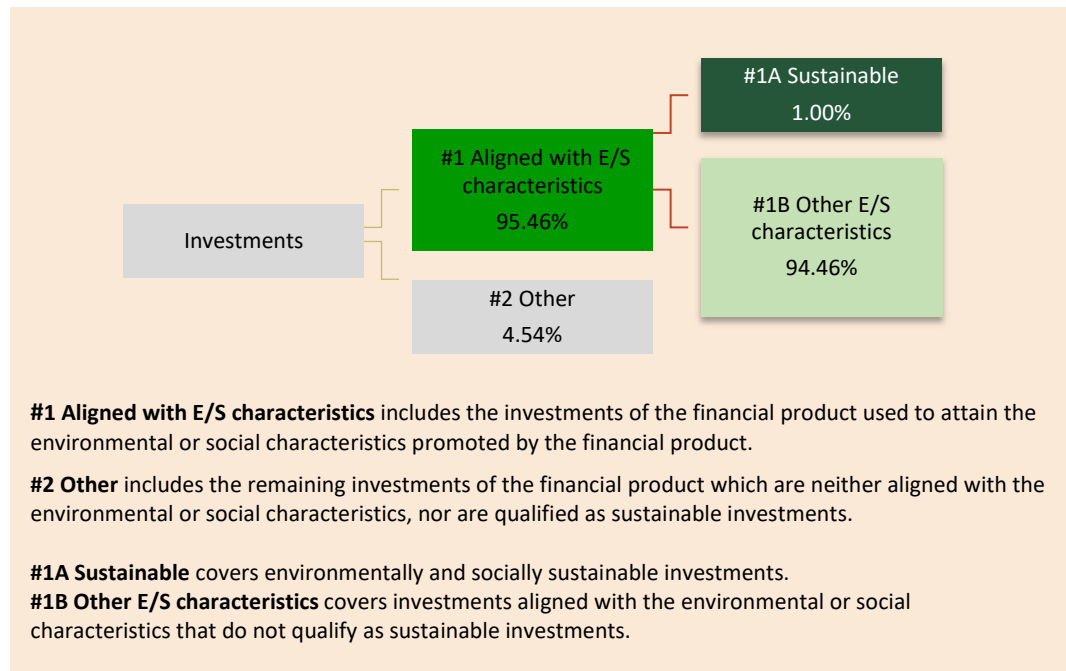 #1A Sustainable
1.00%
#1 Aligned with E/S
characteristics
95.46%
#1B Other E/S
characteristics
94.46%
Investments
#2 Other
4.54%
#1 Aligned with E/S characteristics includes the investments of the financial product used to attain the
environmental or social characteristics promoted by the financial product.
#2 Other includes the remaining investments of the financial product which are neither aligned with the
environmental or social characteristics, nor are qualified as sustainable investments.
#1A Sustainable covers environmentally and socially sustainable investments.
#1B Other E/S characteristics covers investments aligned with the environmental or social
characteristics that do not qualify as sustainable investments.